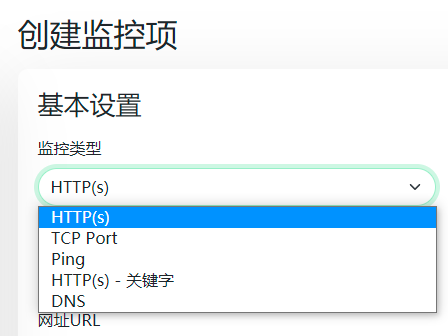 创建监控项
基本设置
监控类型
HTTP(s)
HTTP(s)
TCP Port
Ping
HTTP(s) - 关键字
DNS
网址URL